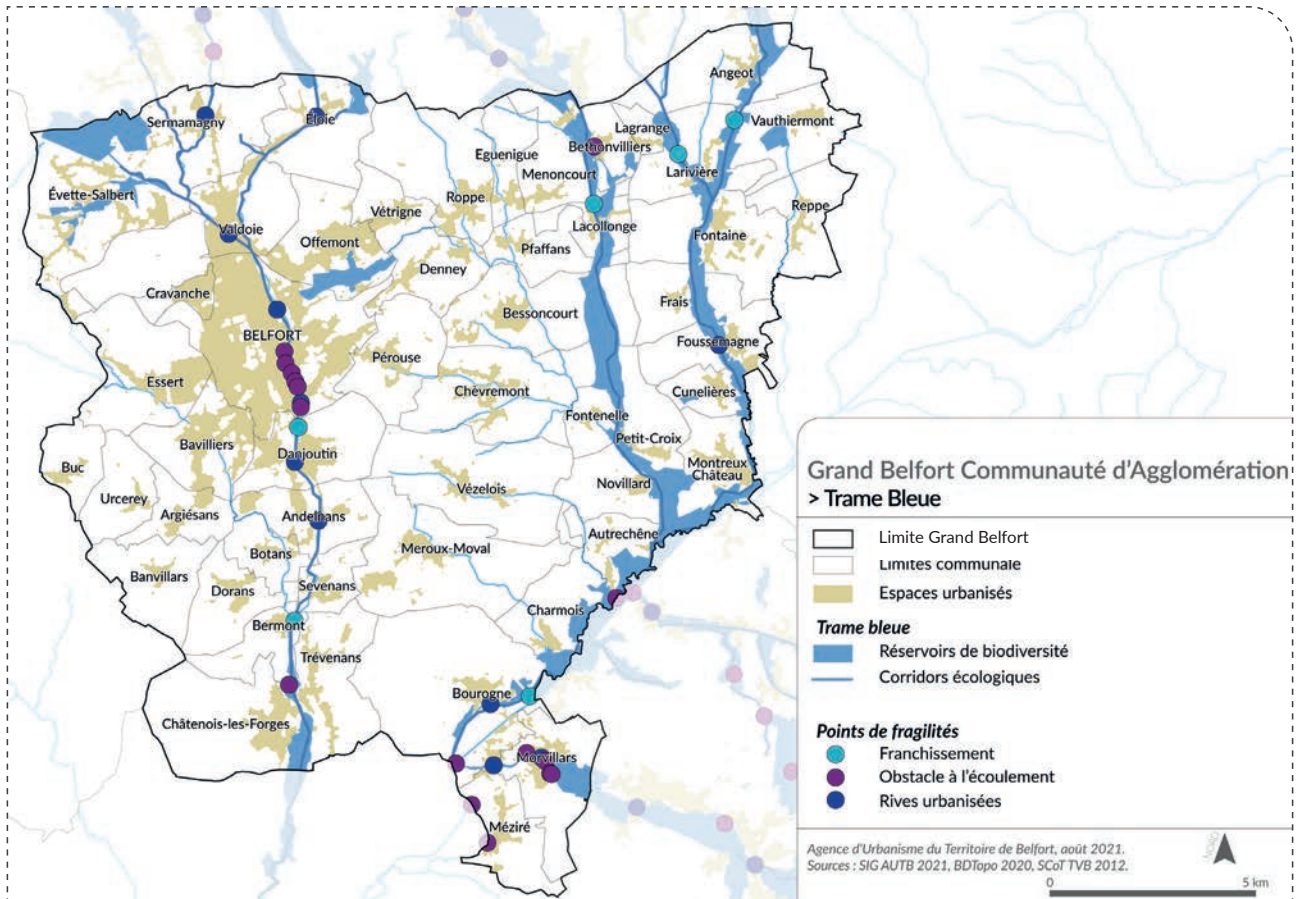 Angeot
Sermamagny
Éloie
Vauthiermont
Lagrange
Bethonvilliers
Eguenigue
Menoncourt
Larivière
Évette-Salbert
Roppe
Vétrigne
Reppe
Valdoie
Offemont
Lacollonge
Fontaine
Pfaffans
Denney
Cravanche
Frais
Bessoncourt
BELFORT
Foussemagne
Pérouse
Essert
Chèvremont
Cunelières
Fontenelle
Bavilliers
Petit-Croix
Danjoutin
Buc
Montreux
Château
Urcerey
Vézelois
Novillard
Argiésans
Andelnans
Autrechêne
Botans
Meroux-Moval
Banvillars
Dorans
Sevenans
Charmois
Bermont
Trévenans
Bourogne
Châtenois-les-Forges
Morvillars
Méziré
Grand Belfort Communauté d'Agglomération
> Trame Bleue
Limite Grand Belfort
Limites communale
Espaces urbanisés
Trame bleue
Réservoirs de biodiversité
Corridors écologiques
Points de fragilités
Franchissement
Obstacle à l'écoulement
Rives urbanisées
Agence d'Urbanisme du Territoire de Belfort, août 2021.
Sources : SIG AUTB 2021, BDTopo 2020, SCoT TVB 2012.
NORD
0 5 km